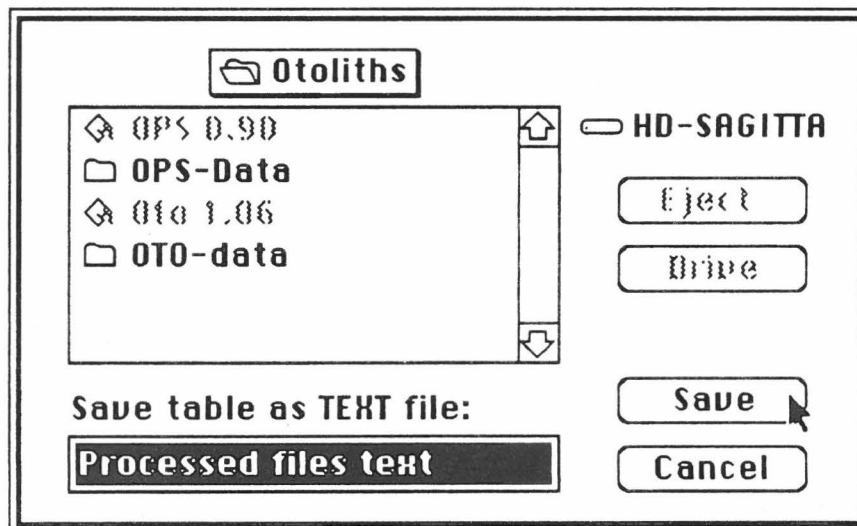 Otoliths
OPS 0.90
OPS-Data
Oto 1.06
OTO-data
HD-SAGITTA
Eject
Drive
Save table as TEXT file:
Processed files text
Save
Cancel